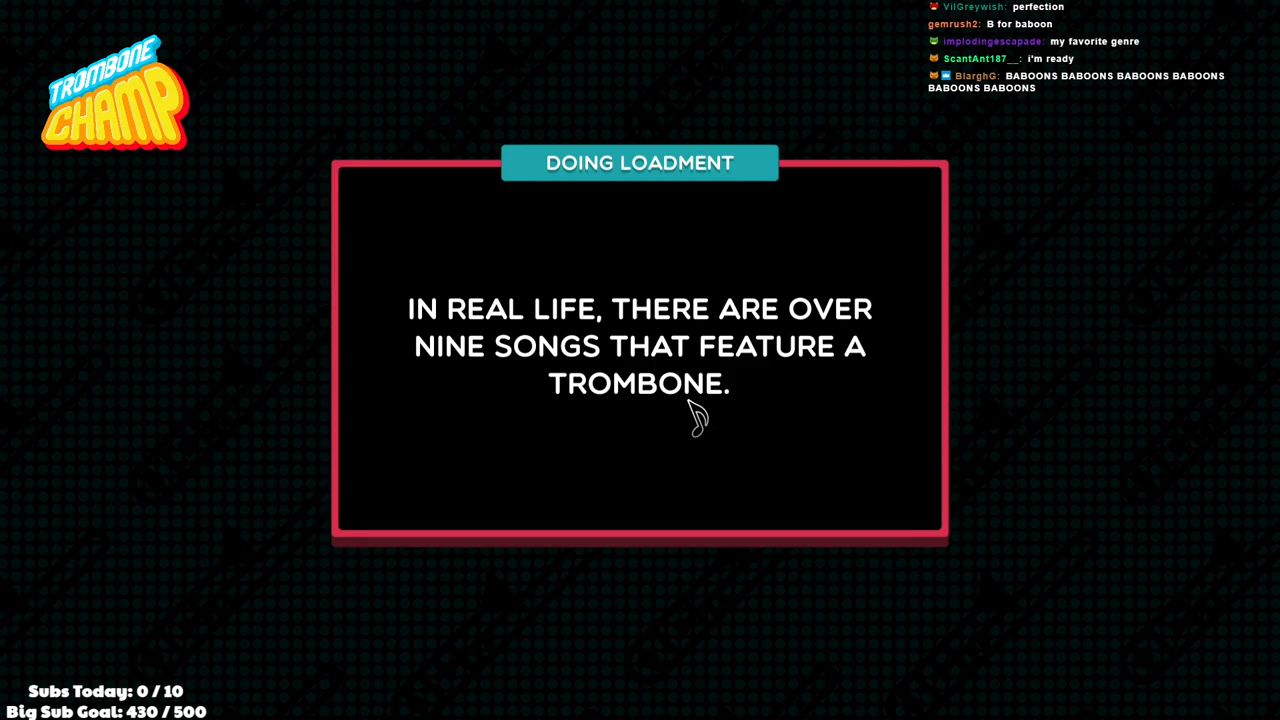 VilGreywish: perfection
gemrush2: B for baboon
implodingescapade: my favorite genre
ScantAnt187__: i'm ready
BlarghG: BABOONS BABOONS BABOONS BABOONS
BABOONS BABOONS
TROMBONE
CHAMP
DOING LOADMENT
IN REAL LIFE, THERE ARE OVER
NINE SONGS THAT FEATURE A
TROMBONE.
Subs Today: 0 / 10
Big Sub Goal: 430 / 500